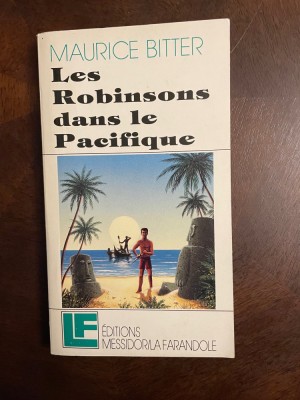 MAURICE BITTER
Les
Robinsons
dans le
Pacifique
LF
ÉDITIONS
MESSIDOR/LA FARANDOLE